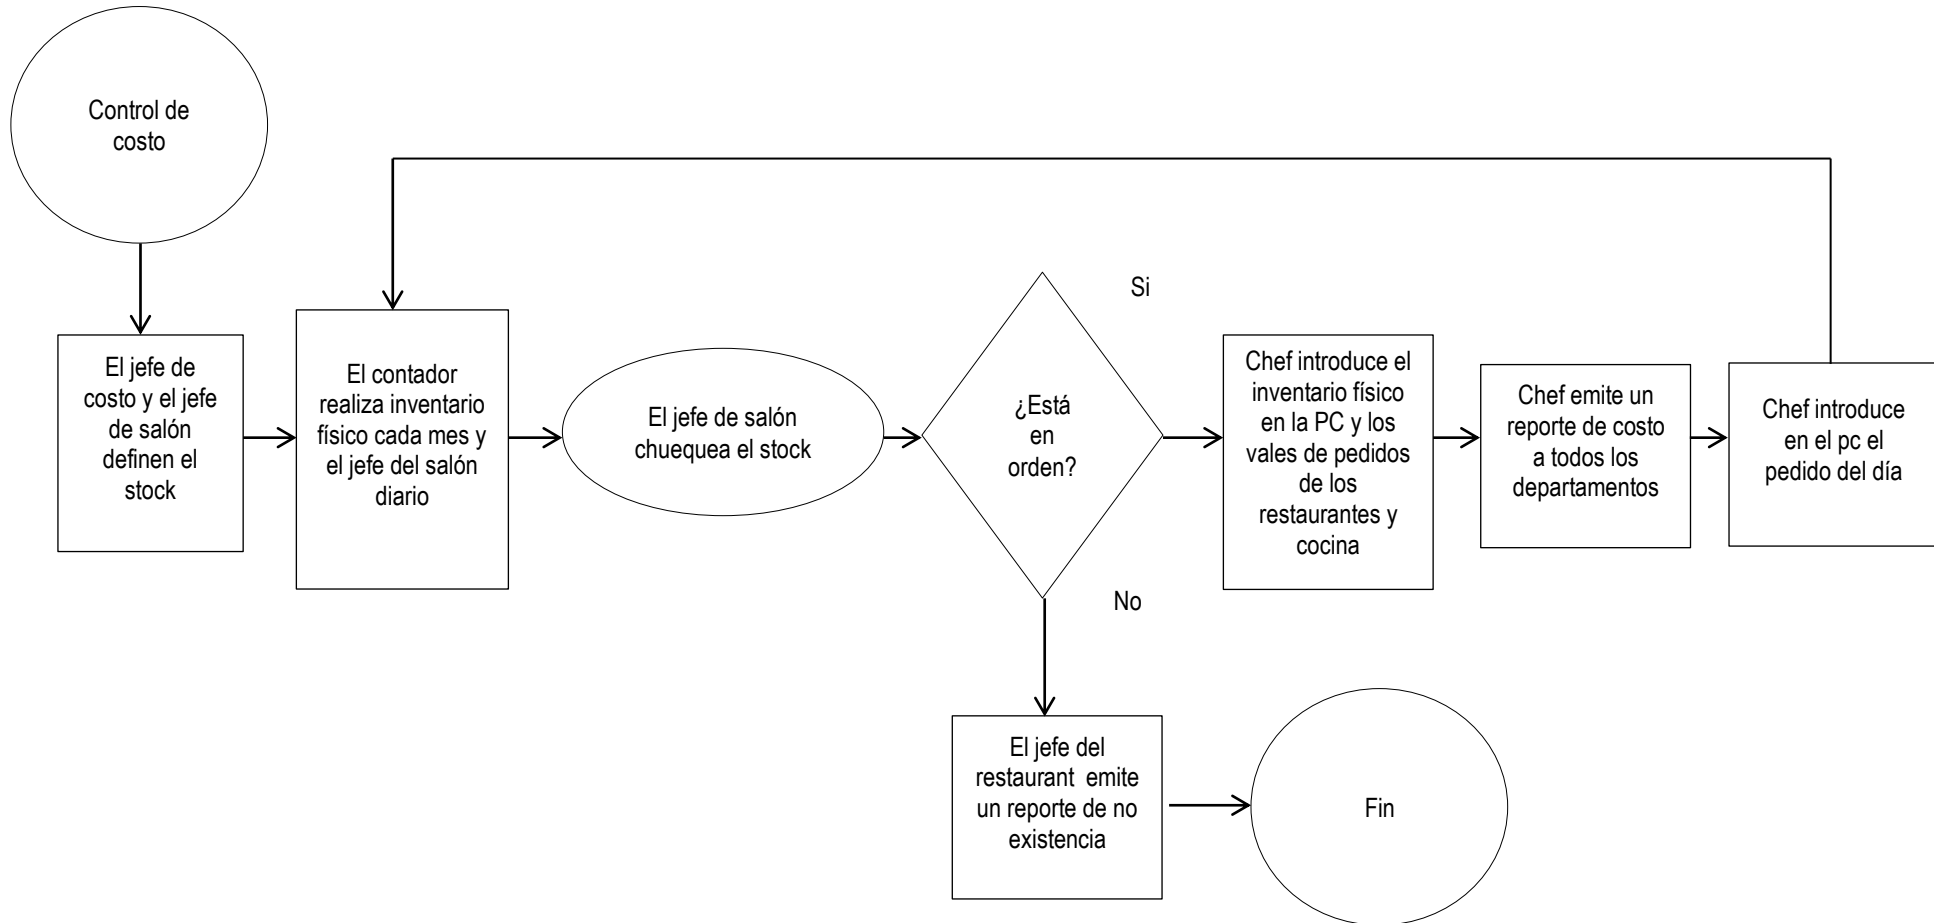 Control de
costo
El jefe de
costo y el jefe
de salón
definen el
stock
El contador
realiza inventario
físico cada mes y
el jefe del salón
diario
El jefe de salón
chuequea el stock
¿Está
en
orden?
Si
Chef introduce el
inventario físico
en la PC y los
vales de pedidos
de los
restaurantes y
cocina
Chef emite un
reporte de costo
a todos los
departamentos
Chef introduce
en el pc el
pedido del día
No
El jefe del
restaurant  emite
un reporte de no
existencia
Fin